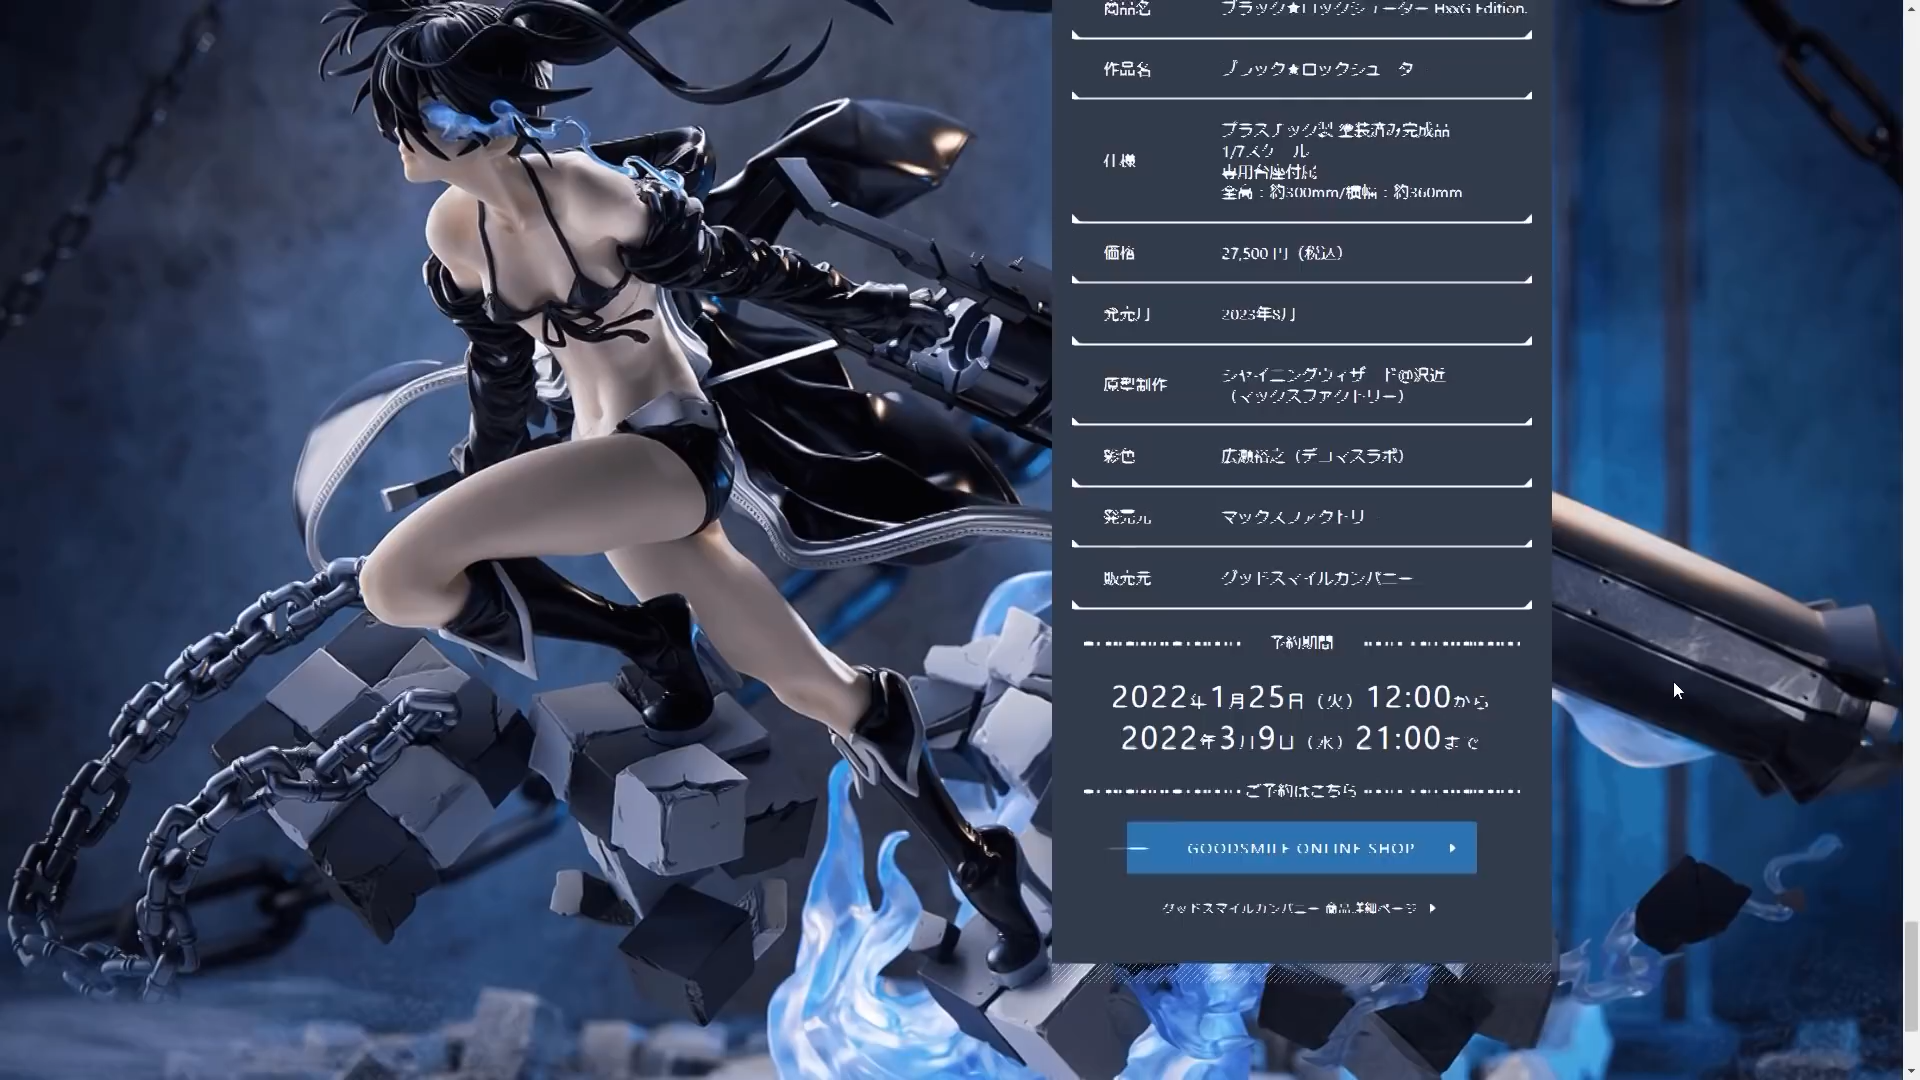 商品名 ブラック★ロックシューター HxxG Edition.
作品名 ブラック★ロックシューター
仕様 プラスチック製 塗装済み完成品
1/7スケール
専用台座付属
全高：約300mm/横幅：約360mm
価格 27,500円（税込）
発売月 2023年8月
原型制作 シャイニングウィザード@沢近
（マックスファクトリー）
彩色 広瀬裕之（デコマスラボ）
発売元 マックスファクトリー
販売元 グッドスマイルカンパニー
予約期間
2022年1月25日（火）12:00から
2022年3月9日（水）21:00まで
ご予約はこちら
GOODSMILE ONLINE SHOP
グッドスマイルカンパニー 商品詳細ページ